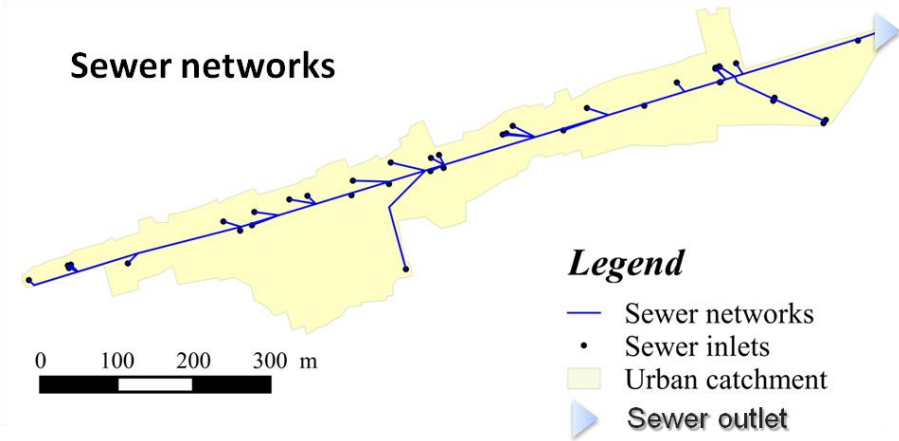 Sewer networks
Legend
Sewer networks
Sewer inlets
Urban catchment
Sewer outlet
0 100 200 300 m